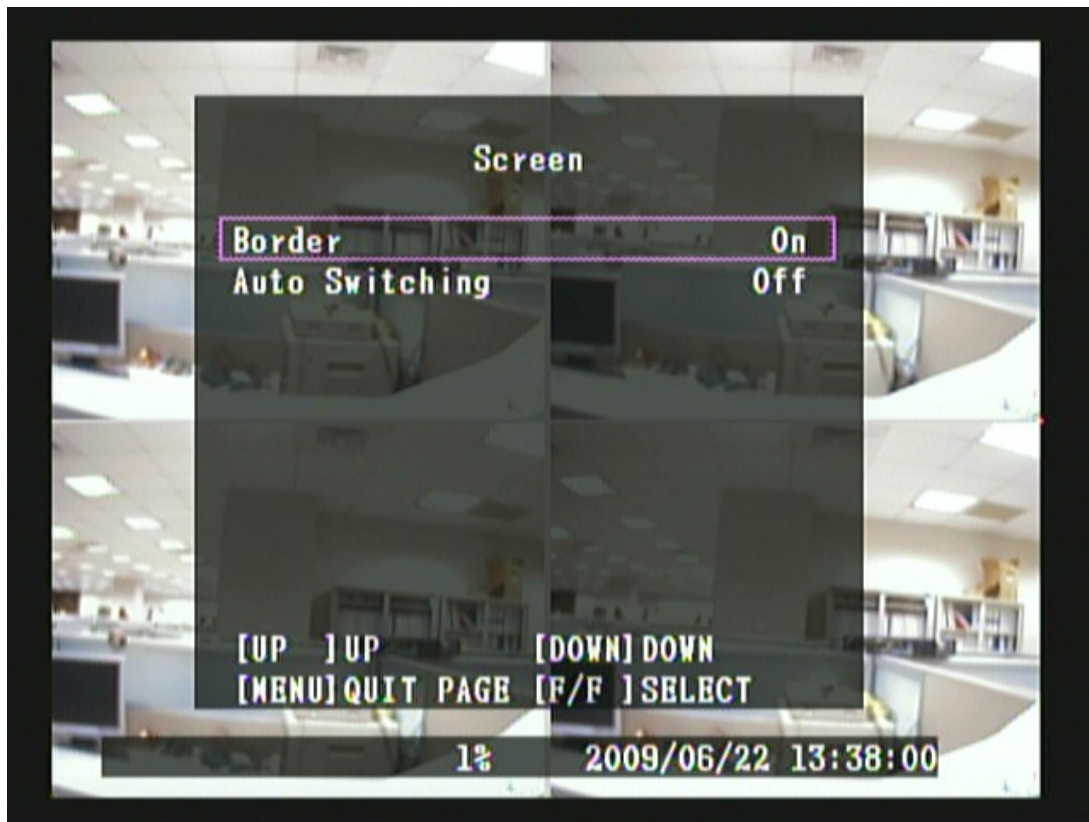 Screen
Border On
Auto Switching Off
[UP ]UP [DOWN]DOWN
[MENU]QUIT PAGE [F/F ]SELECT
1% 2009/06/22 13:38:00